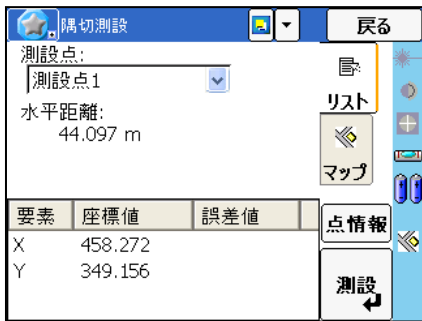 隅切測設
戻る
測設点:
測設点1
水平距離:
44.097 m
リスト
マップ
要素 座標値 誤差値
X 458.272
Y 349.156
点情報
測設